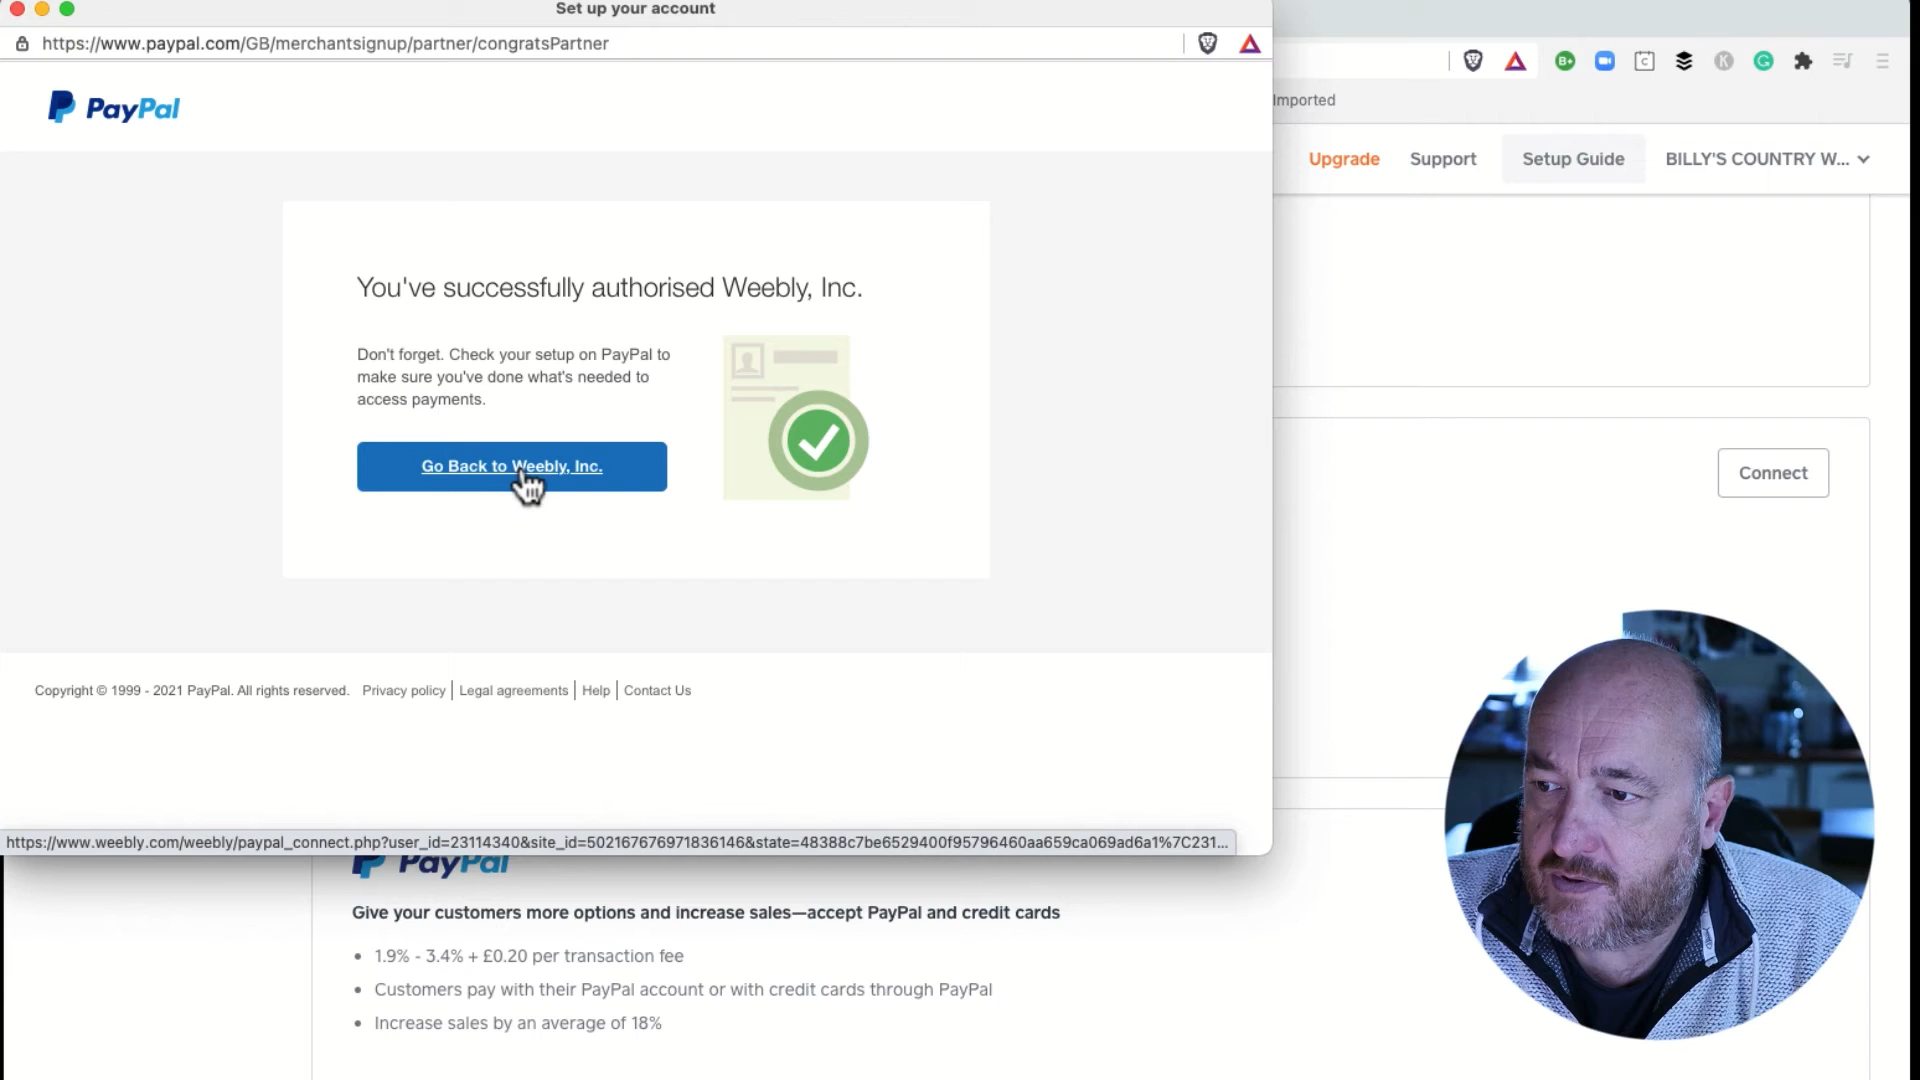 Set up your account
https://www.paypal.com/GB/merchantsignup/partner/congratsPartner
B+
C
K
G
Imported
PayPal
Upgrade
Support
Setup Guide
BILLY'S COUNTRY W...
You've successfully authorised Weebly, Inc.
Don't forget. Check your setup on PayPal to
make sure you've done what's needed to
access payments.
Go Back to Weebly, Inc.
Connect
Copyright © 1999 - 2021 PayPal. All rights reserved. Privacy policy | Legal agreements | Help | Contact Us
https://www.weebly.com/weebly/paypal_connect.php?user_id=23114340&site_id=502167676971836146&state=48388c7be6529400f95796460aa659ca069ad6a1%7C231...
PayPal
Give your customers more options and increase sales—accept PayPal and credit cards
• 1.9% - 3.4% + £0.20 per transaction fee
• Customers pay with their PayPal account or with credit cards through PayPal
• Increase sales by an average of 18%